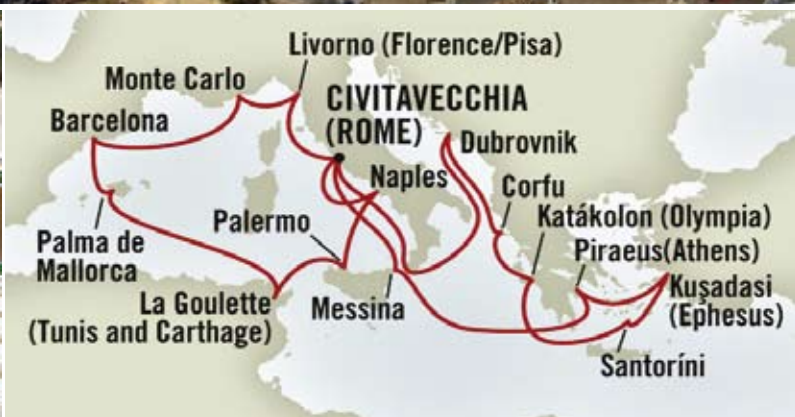 Livorno (Florence/Pisa)
Monte Carlo
CIVITAVECCHIA
(ROME)
Barcelona
Dubrovnik
Naples
Corfu
Palermo
Katákolon (Olympia)
Palma de
Mallorca
Piraeus(Athens)
La Goulette
(Tunis and Carthage)
Messina
Kuşadasi
(Ephesus)
Santoríni